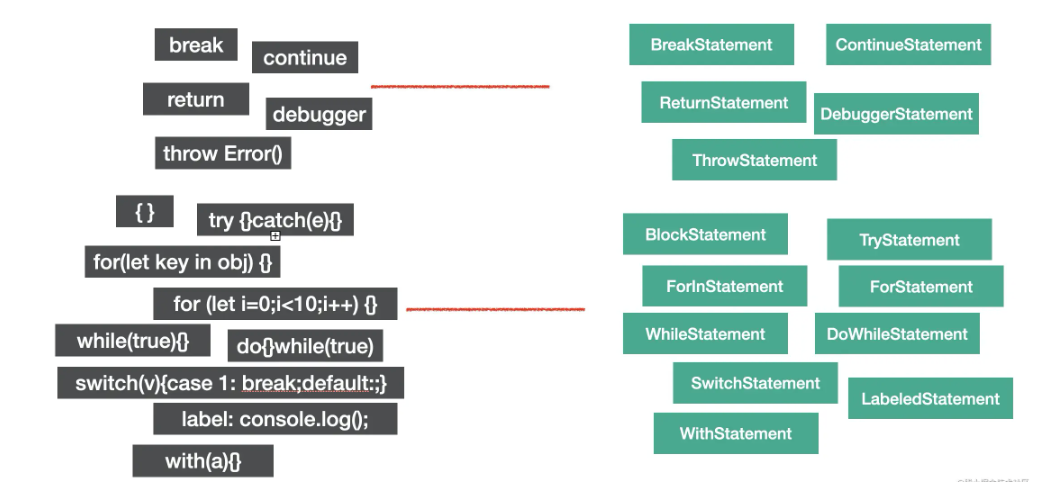 break
continue
return
debugger
throw Error()
{ }
try {}catch(e){}
for(let key in obj) {}
for (let i=0;i<10;i++) {}
while(true){}
do{}while(true)
switch(v){case 1: break;default:;}
label: console.log();
with(a){}
BreakStatement
ContinueStatement
ReturnStatement
DebuggerStatement
ThrowStatement
BlockStatement
TryStatement
ForInStatement
ForStatement
WhileStatement
DoWhileStatement
SwitchStatement
LabeledStatement
WithStatement